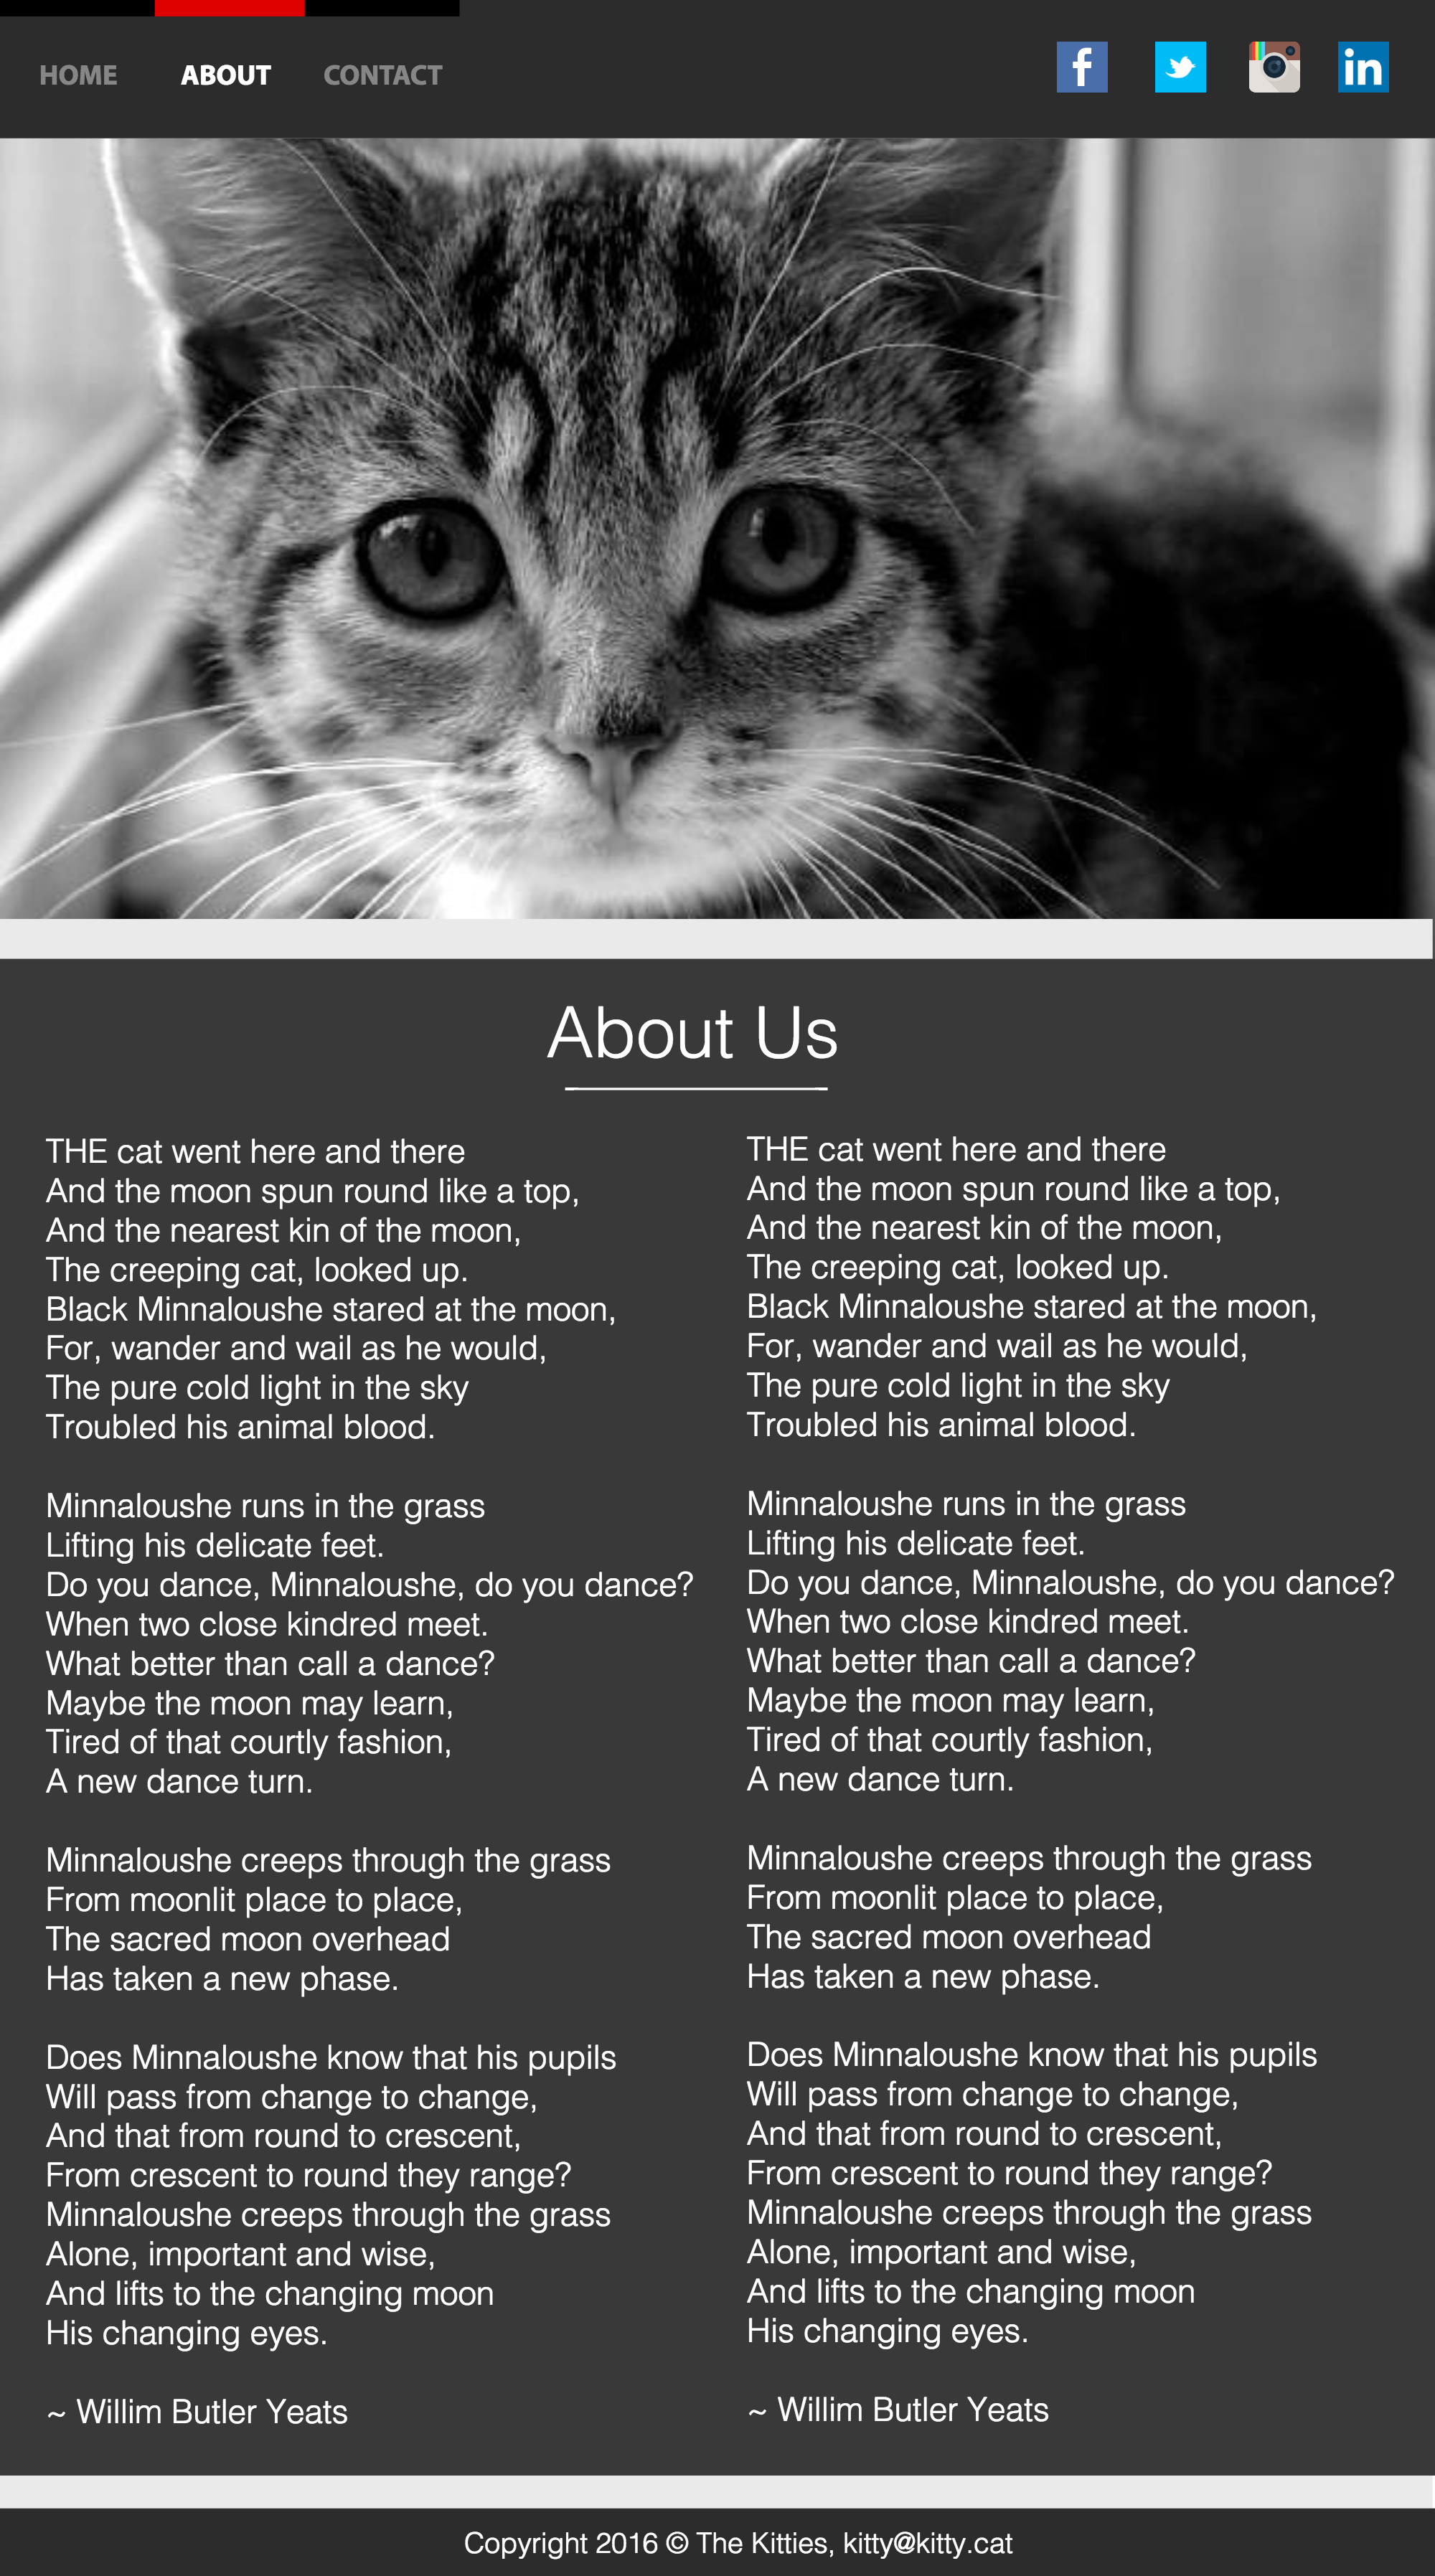 HOME ABOUT CONTACT
About Us
THE cat went here and there
And the moon spun round like a top,
And the nearest kin of the moon,
The creeping cat, looked up.
Black Minnaloushe stared at the moon,
For, wander and wail as he would,
The pure cold light in the sky
Troubled his animal blood.
Minnaloushe runs in the grass
Lifting his delicate feet.
Do you dance, Minnaloushe, do you dance?
When two close kindred meet.
What better than call a dance?
Maybe the moon may learn,
Tired of that courtly fashion,
A new dance turn.
Minnaloushe creeps through the grass
From moonlit place to place,
The sacred moon overhead
Has taken a new phase.
Does Minnaloushe know that his pupils
Will pass from change to change,
And that from round to crescent,
From crescent to round they range?
Minnaloushe creeps through the grass
Alone, important and wise,
And lifts to the changing moon
His changing eyes.
~ Willim Butler Yeats
THE cat went here and there
And the moon spun round like a top,
And the nearest kin of the moon,
The creeping cat, looked up.
Black Minnaloushe stared at the moon,
For, wander and wail as he would,
The pure cold light in the sky
Troubled his animal blood.
Minnaloushe runs in the grass
Lifting his delicate feet.
Do you dance, Minnaloushe, do you dance?
When two close kindred meet.
What better than call a dance?
Maybe the moon may learn,
Tired of that courtly fashion,
A new dance turn.
Minnaloushe creeps through the grass
From moonlit place to place,
The sacred moon overhead
Has taken a new phase.
Does Minnaloushe know that his pupils
Will pass from change to change,
And that from round to crescent,
From crescent to round they range?
Minnaloushe creeps through the grass
Alone, important and wise,
And lifts to the changing moon
His changing eyes.
~ Willim Butler Yeats
Copyright 2016 © The Kitties, kitty@kitty.cat